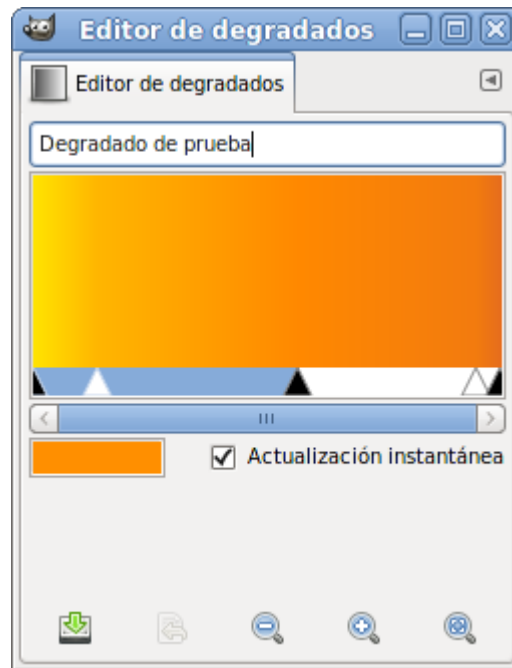 Editor de degradados
Editor de degradados
Degradado de prueba
Actualización instantánea